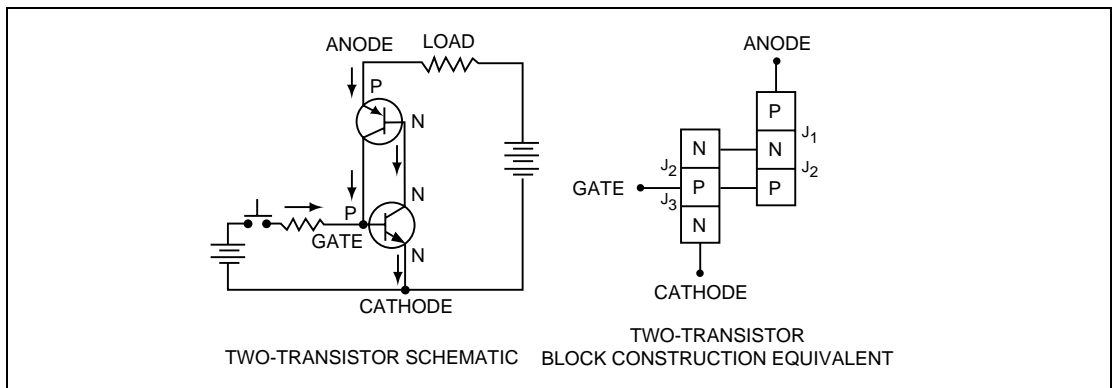 ANODE
LOAD
P
N
N
P
GATE
N
CATHODE
TWO-TRANSISTOR SCHEMATIC
ANODE
P
J1
N
N
J2
J2
GATE
P
P
J3
N
CATHODE
TWO-TRANSISTOR
BLOCK CONSTRUCTION EQUIVALENT